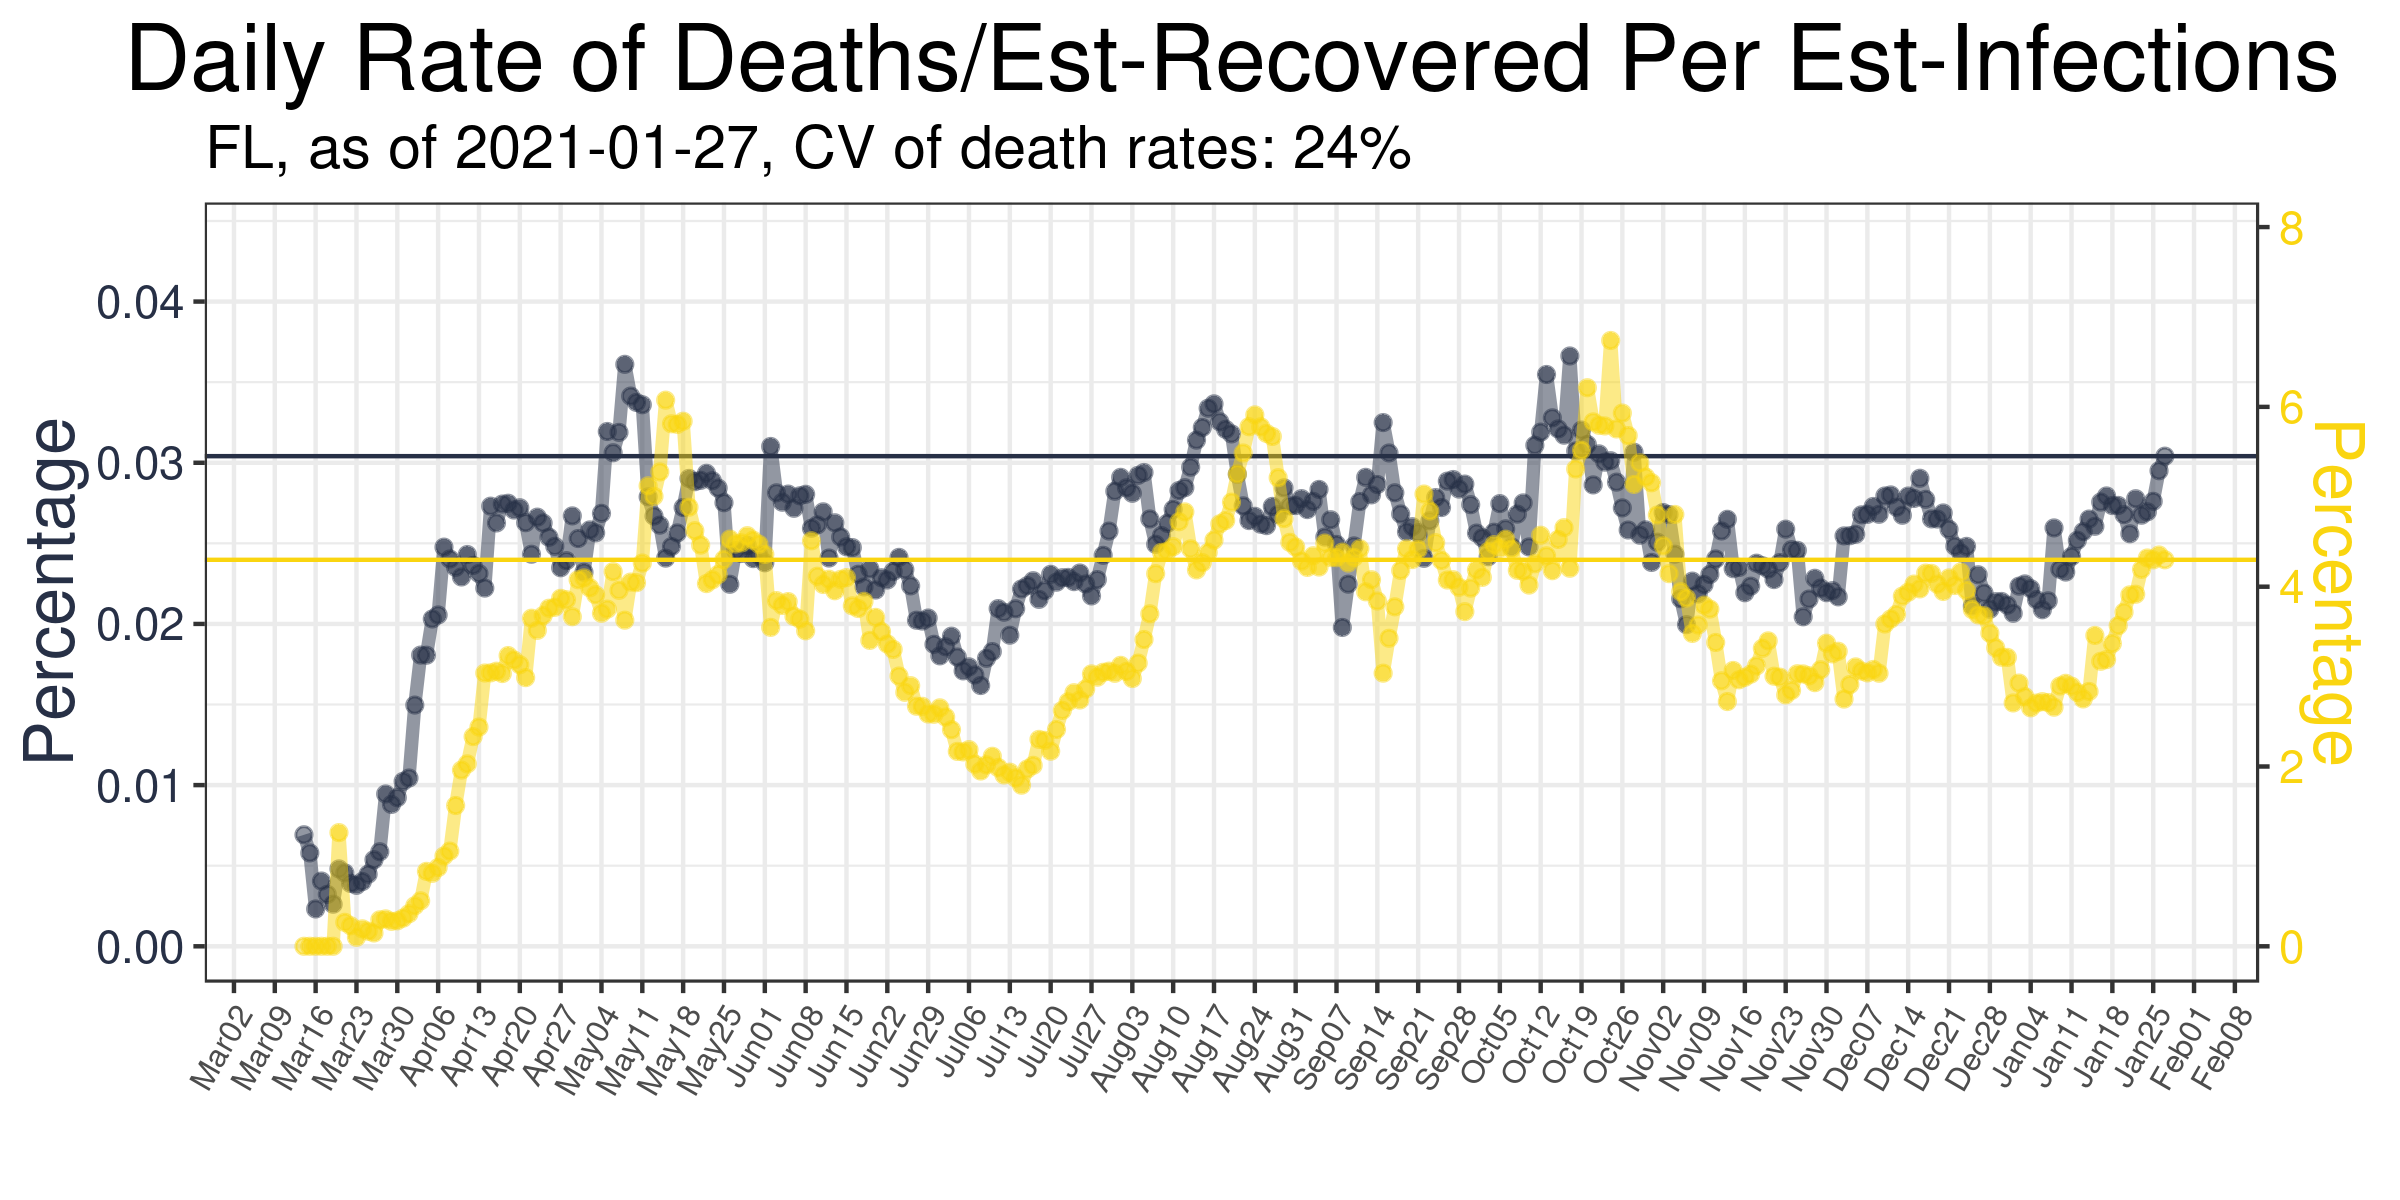 Daily Rate of Deaths/Est-Recovered Per Est-Infections
FL, as of 2021-01-27, CV of death rates: 24%
Percentage
0.04
0.03
0.02
0.01
0.00
8
6
4
2
0
Percentage
Mar02
Mar09
Mar16
Mar23
Mar30
Apr06
Apr13
Apr20
Apr27
May04
May11
May18
May25
Jun01
Jun08
Jun15
Jun22
Jun29
Jul06
Jul13
Jul20
Jul27
Aug03
Aug10
Aug17
Aug24
Aug31
Sep07
Sep14
Sep21
Sep28
Oct05
Oct12
Oct19
Oct26
Nov02
Nov09
Nov16
Nov23
Nov30
Dec07
Dec14
Dec21
Dec28
Jan04
Jan11
Jan18
Jan25
Feb01
Feb08